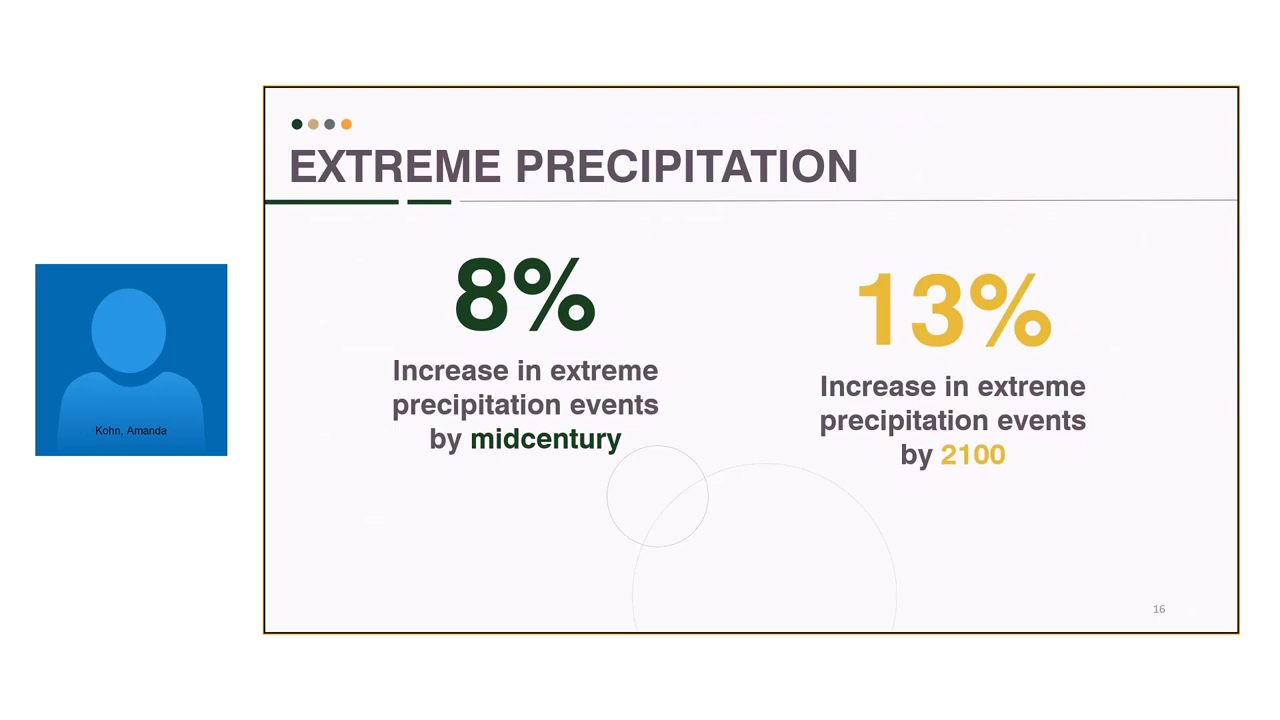 EXTREME PRECIPITATION
8%
Increase in extreme
precipitation events
by midcentury
13%
Increase in extreme
precipitation events
by 2100
16
Kohn, Amanda